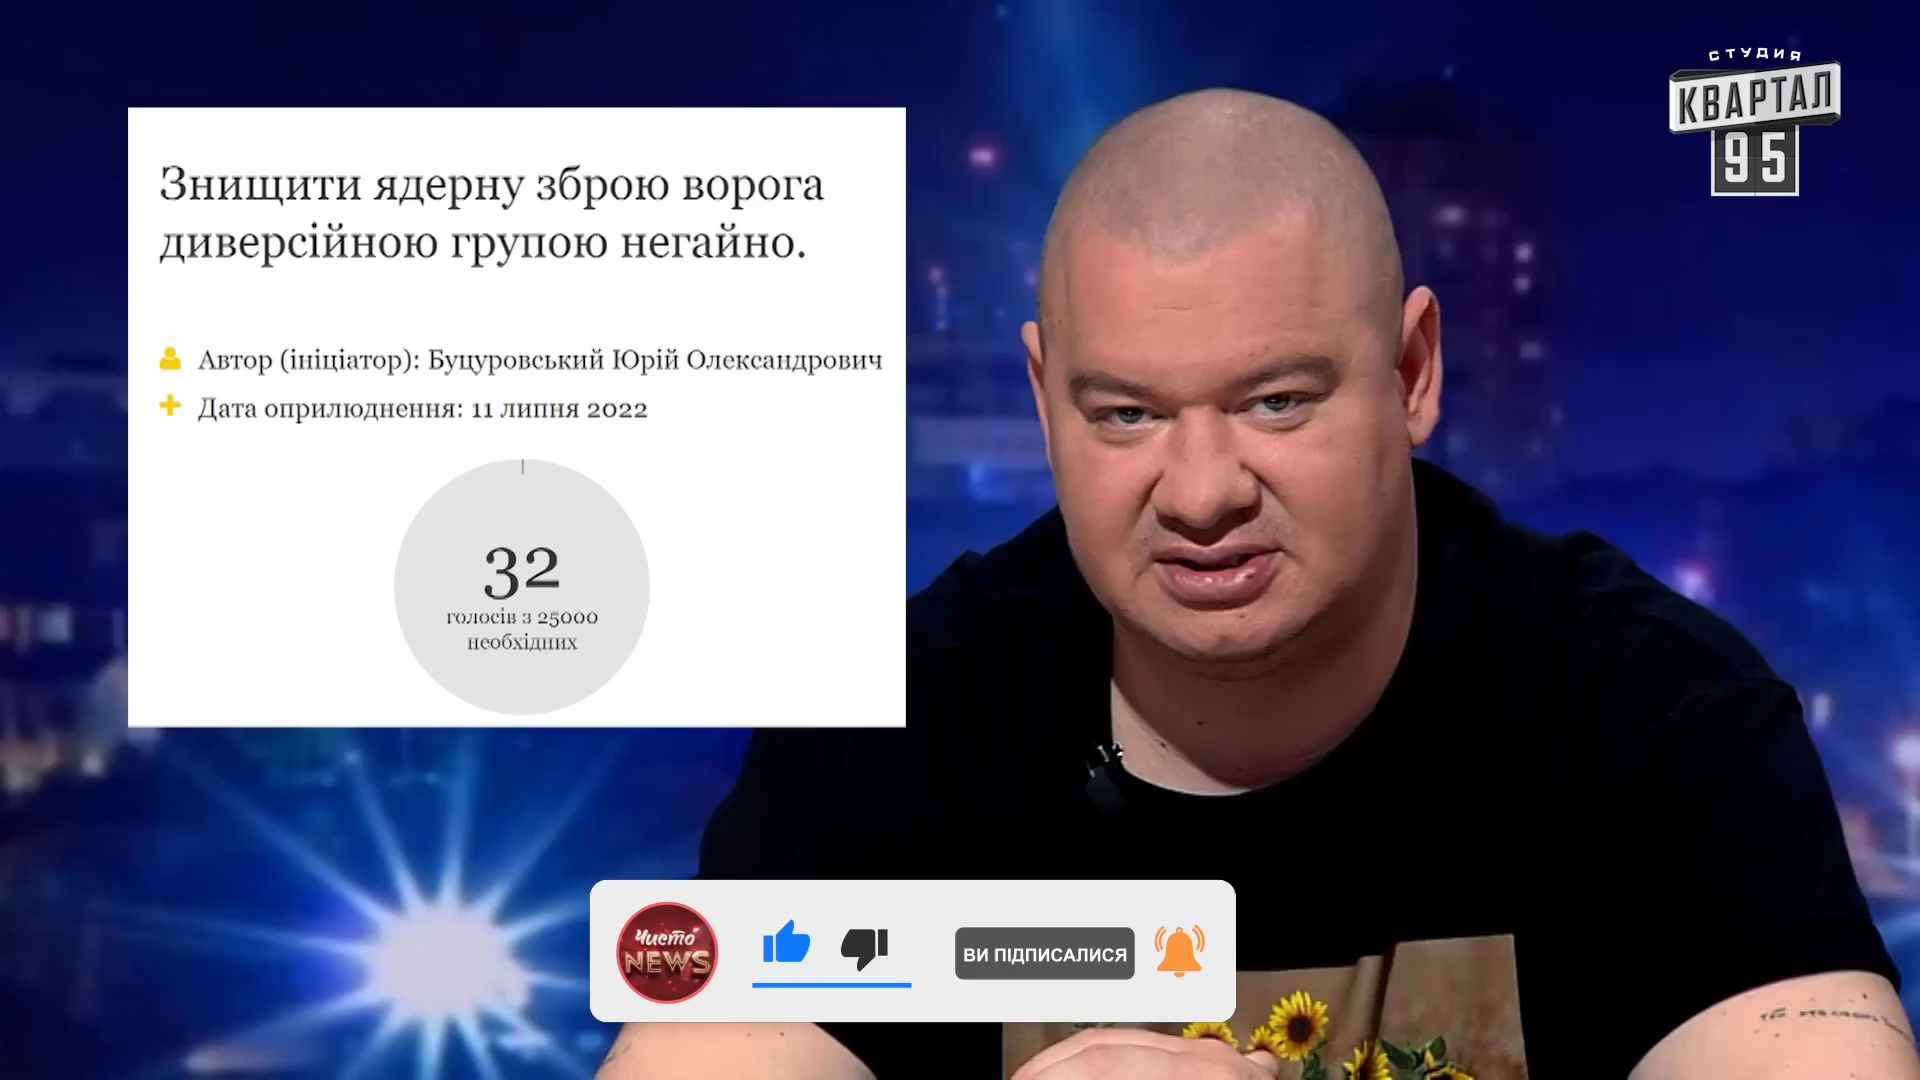 СТУДИЯ
КВАРТАЛ
95
Знищити ядерну зброю ворога
диверсійною групою негайно.
Автор (ініціатор): Буцуровський Юрій Олександрович
Дата оприлюднення: 11 липня 2022
32
голосів з 25000
необхідних
Чисто
NEWS
ВИ ПІДПИСАЛИСЯ